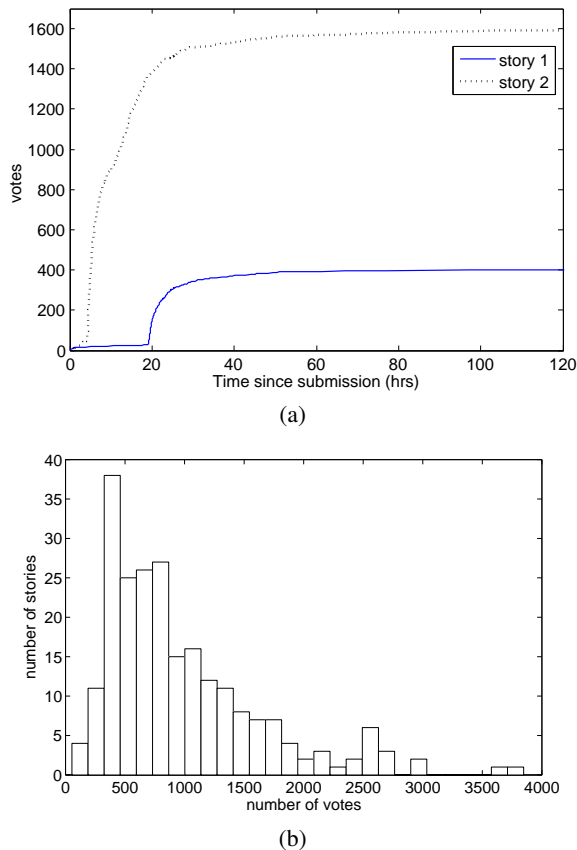 1600
1400
1200
1000
800
600
400
200
0
votes
story 1
story 2
0 20 40 60 80 100 120
Time since submission (hrs)
(a)
40
35
30
25
20
15
10
5
0
number of stories
0 500 1000 1500 2000 2500 3000 3500 4000
number of votes
(b)